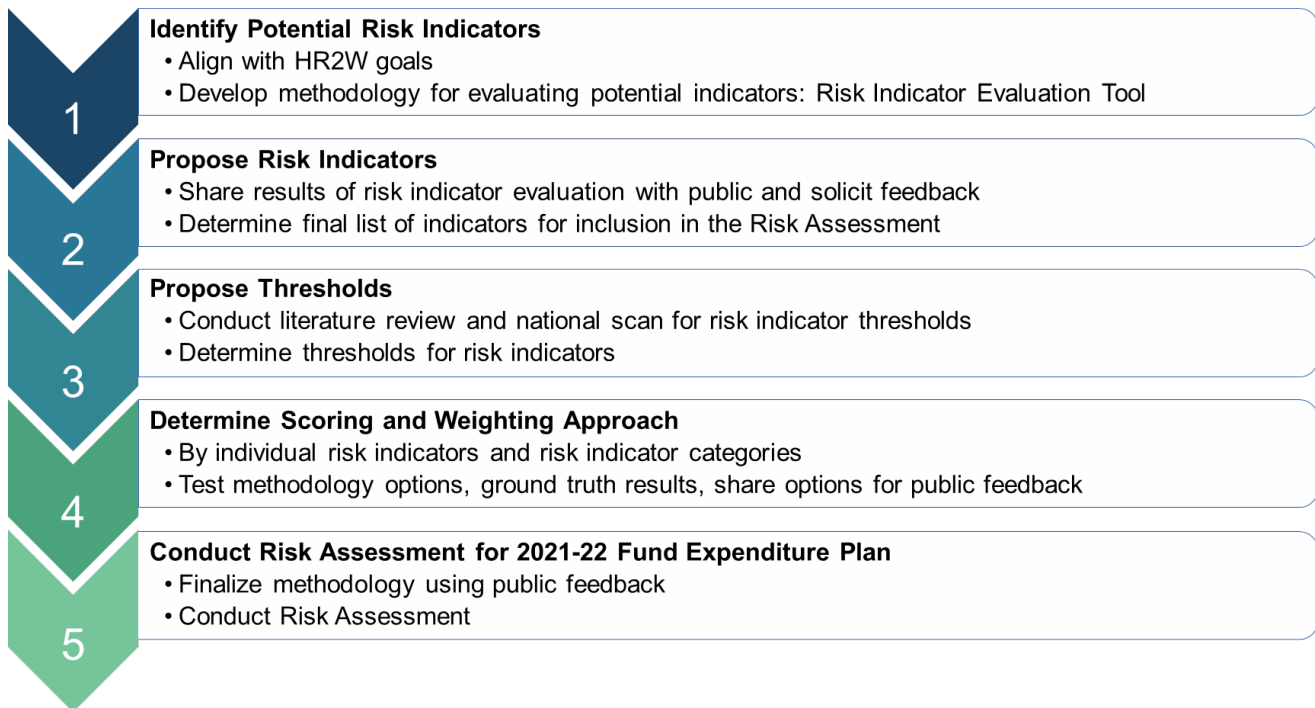 1
Identify Potential Risk Indicators
• Align with HR2W goals
• Develop methodology for evaluating potential indicators: Risk Indicator Evaluation Tool
2
Propose Risk Indicators
• Share results of risk indicator evaluation with public and solicit feedback
• Determine final list of indicators for inclusion in the Risk Assessment
3
Propose Thresholds
• Conduct literature review and national scan for risk indicator thresholds
• Determine thresholds for risk indicators
4
Determine Scoring and Weighting Approach
• By individual risk indicators and risk indicator categories
• Test methodology options, ground truth results, share options for public feedback
5
Conduct Risk Assessment for 2021-22 Fund Expenditure Plan
• Finalize methodology using public feedback
• Conduct Risk Assessment